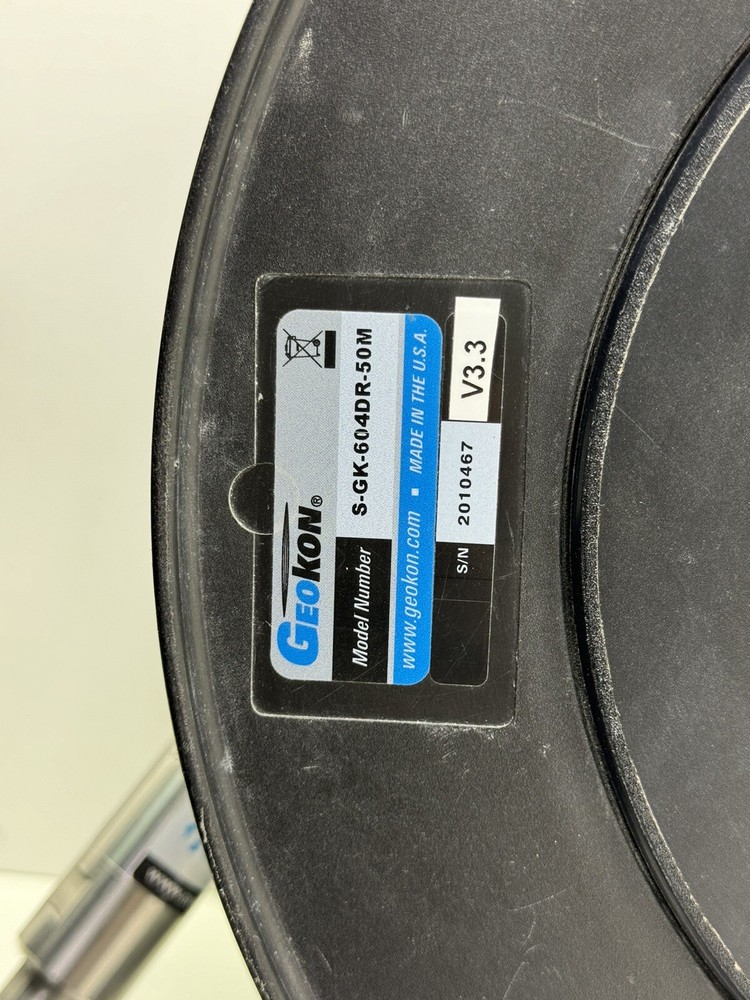 GEOKON®
Model Number S-GK-604DR-50M
www.geokon.com ▪ MADE IN THE U.S.A.
S/N 2010467 V3.3